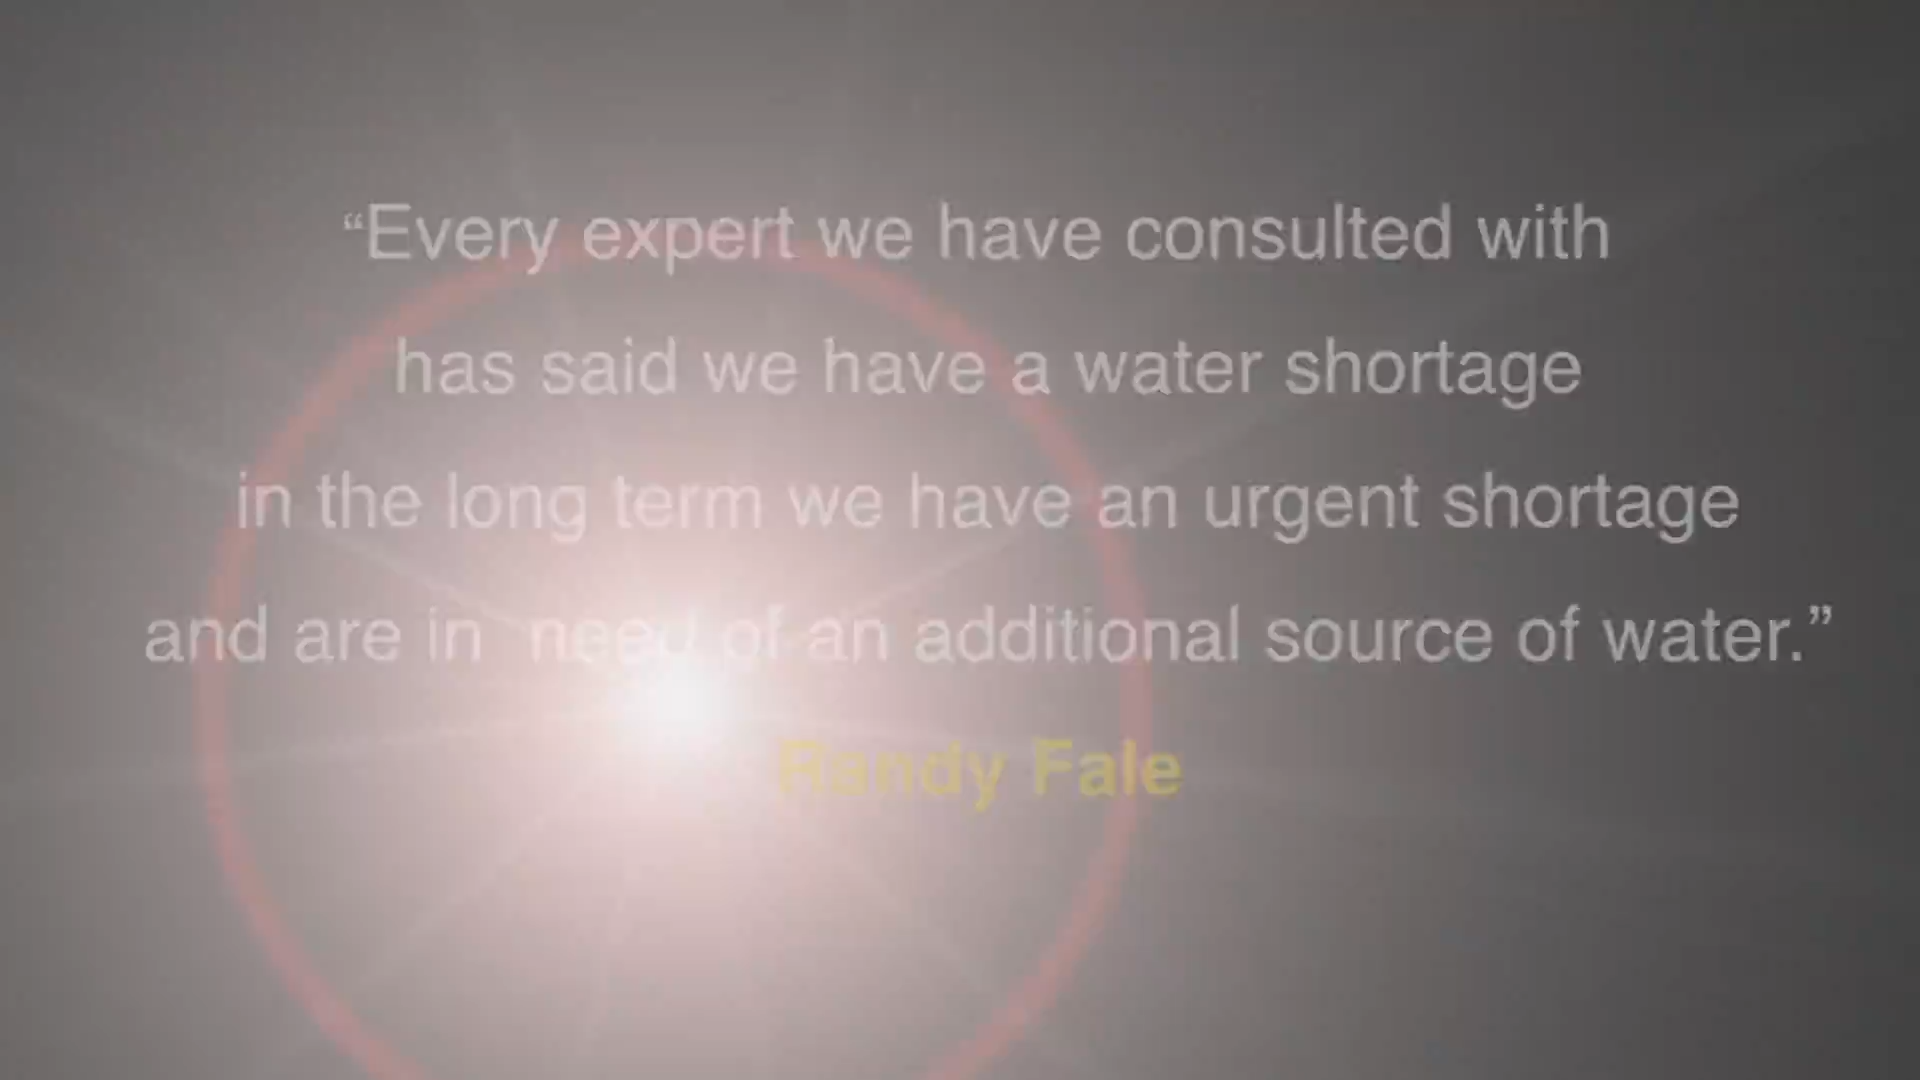 “Every expert we have consulted with
has said we have a water shortage
in the long term we have an urgent shortage
and are in need of an additional source of water.”
Randy Fale